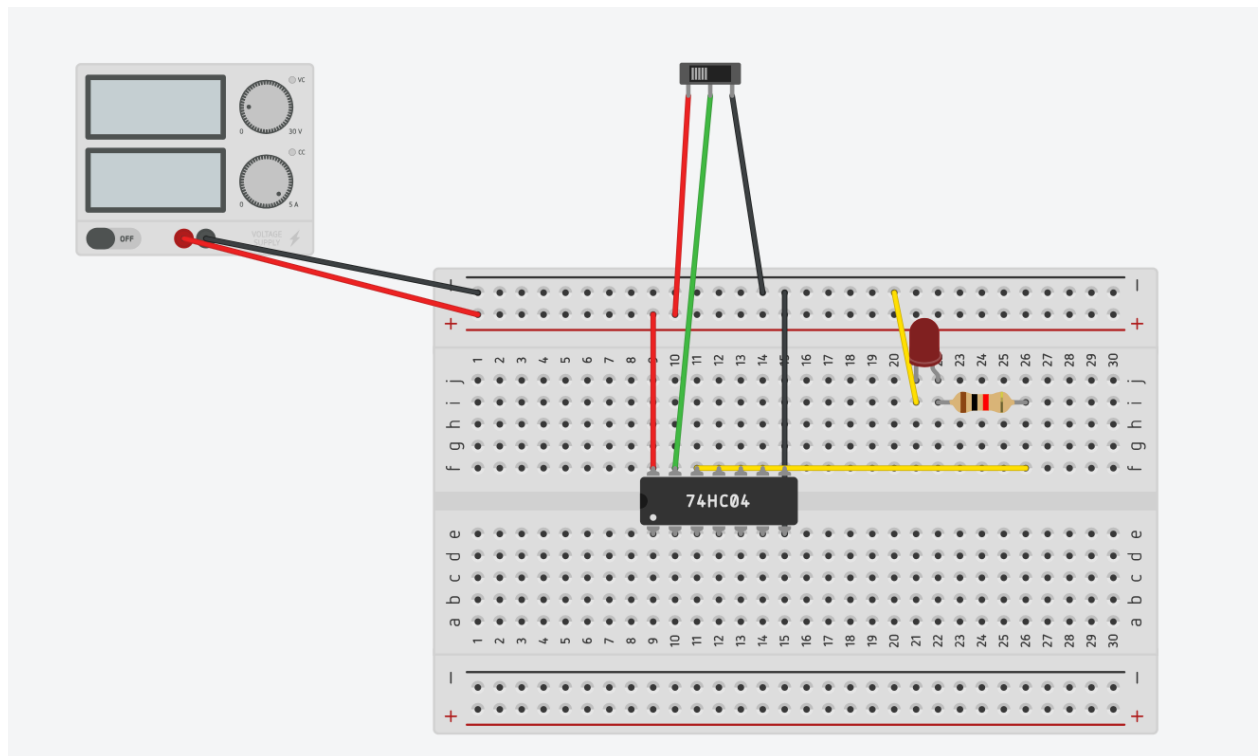 VC
0 30 V
CC
0 5 A
OFF
VOLTAGE
SUPPLY
− −
+ +
1 2 3 4 5 6 7 8 9 10 11 12 13 14 15 16 17 18 19 20 23 24 25 26 27 28 29 30
j j
i i
h h
g g
f f
74HC04
e e
d d
c c
b b
a a
1 2 3 4 5 6 7 8 9 10 11 12 13 14 15 16 17 18 19 20 21 22 23 24 25 26 27 28 29 30
− −
+ +